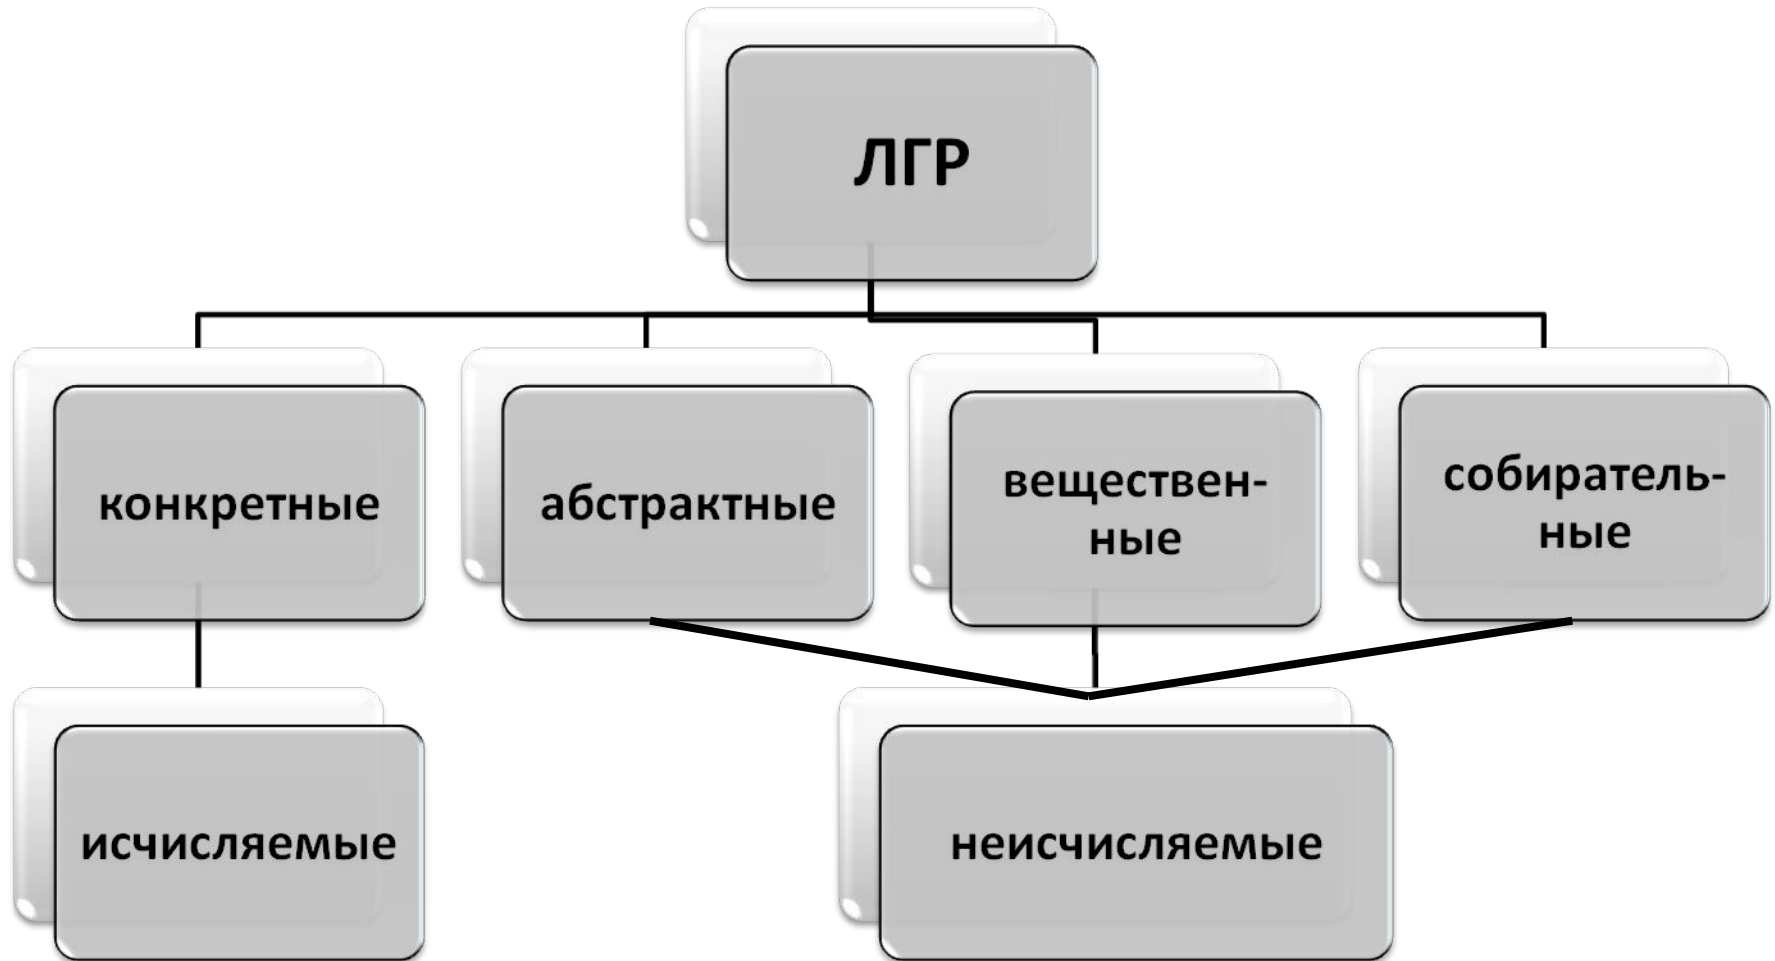 ЛГР
конкретные
абстрактные
веществен-
ные
собиратель-
ные
исчисляемые
неисчисляемые